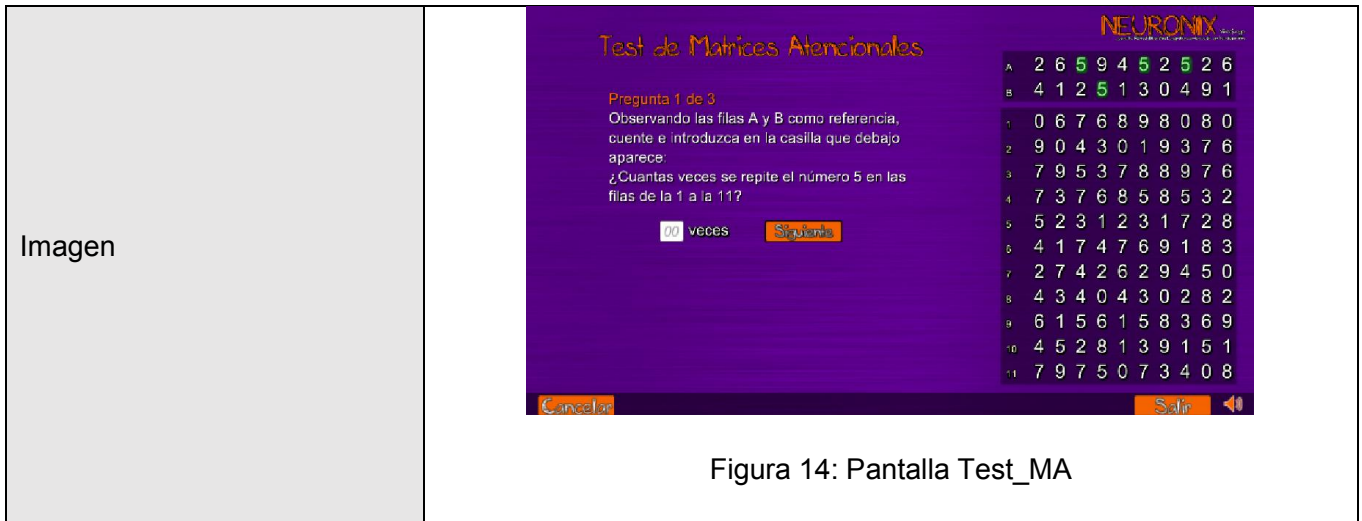 Imagen
NEURONIX
Test de Matrices Atencionales
Pregunta 1 de 3
Observando las filas A y B como referencia,
cuente e introduzca en la casilla que debajo
aparece:
¿Cuantas veces se repite el número 5 en las
filas de la 1 a la 11?
00 veces Siguiente
A 2 6 5 9 4 5 2 5 2 6
B 4 1 2 5 1 3 0 4 9 1
1 0 6 7 6 8 9 8 0 8 0
2 9 0 4 3 0 1 9 3 7 6
3 7 9 5 3 7 8 8 9 7 6
4 7 3 7 6 8 5 8 5 3 2
5 5 2 3 1 2 3 1 7 2 8
6 4 1 7 4 7 6 9 1 8 3
7 2 7 4 2 6 2 9 4 5 0
8 4 3 4 0 4 3 0 2 8 2
9 6 1 5 6 1 5 8 3 6 9
10 4 5 2 8 1 3 9 1 5 1
11 7 9 7 5 0 7 3 4 0 8
Cancelar Salir
Figura 14: Pantalla Test_MA